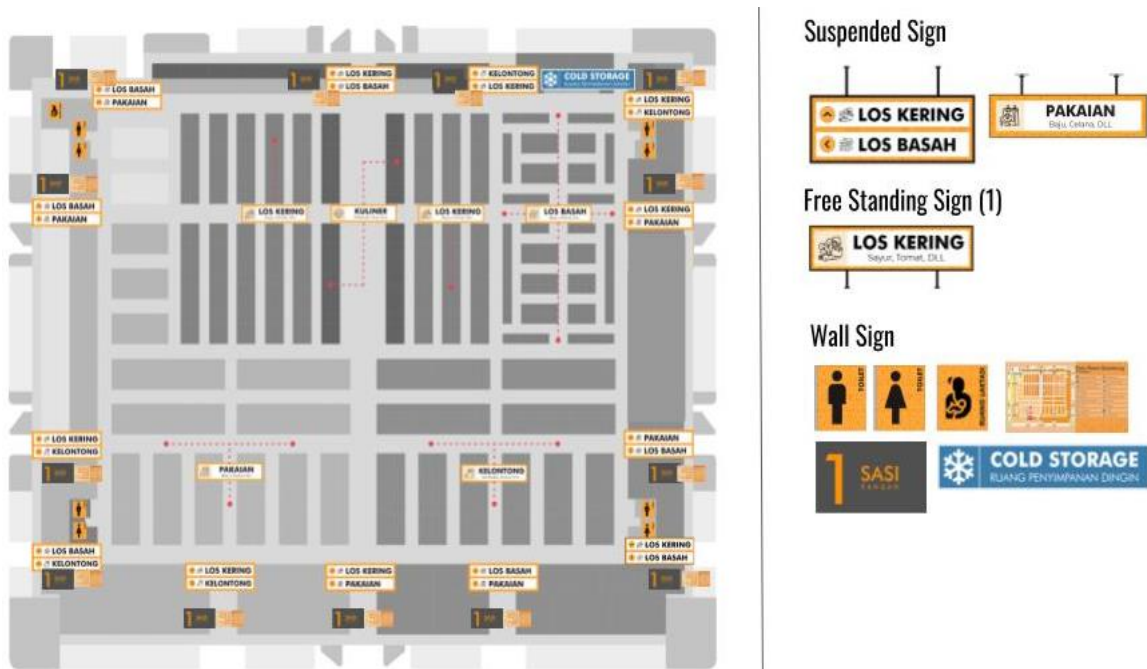 LOS BASAH
PAKAIAN
LOS KERING
LOS BASAH
KELONTONG
LOS KERING
COLD STORAGE
RUANG PENYIMPANAN DINGIN
LOS KERING
KELONTONG
LOS BASAH
PAKAIAN
LOS KERING
KULINER
LOS KERING
LOS BASAH
LOS KERING
PAKAIAN
LOS KERING
KELONTONG
PAKAIAN
KELONTONG
PAKAIAN
LOS BASAH
LOS BASAH
KELONTONG
LOS KERING
KELONTONG
LOS KERING
PAKAIAN
LOS BASAH
PAKAIAN
LOS KERING
LOS BASAH
Suspended Sign
LOS KERING
LOS BASAH
PAKAIAN
Baju, Celana, DLL
Free Standing Sign (1)
LOS KERING
Sayur, Tomat, DLL
Wall Sign
TOILET
TOILET
RUANG LAKTASI
1 SASI
COLD STORAGE
RUANG PENYIMPANAN DINGIN